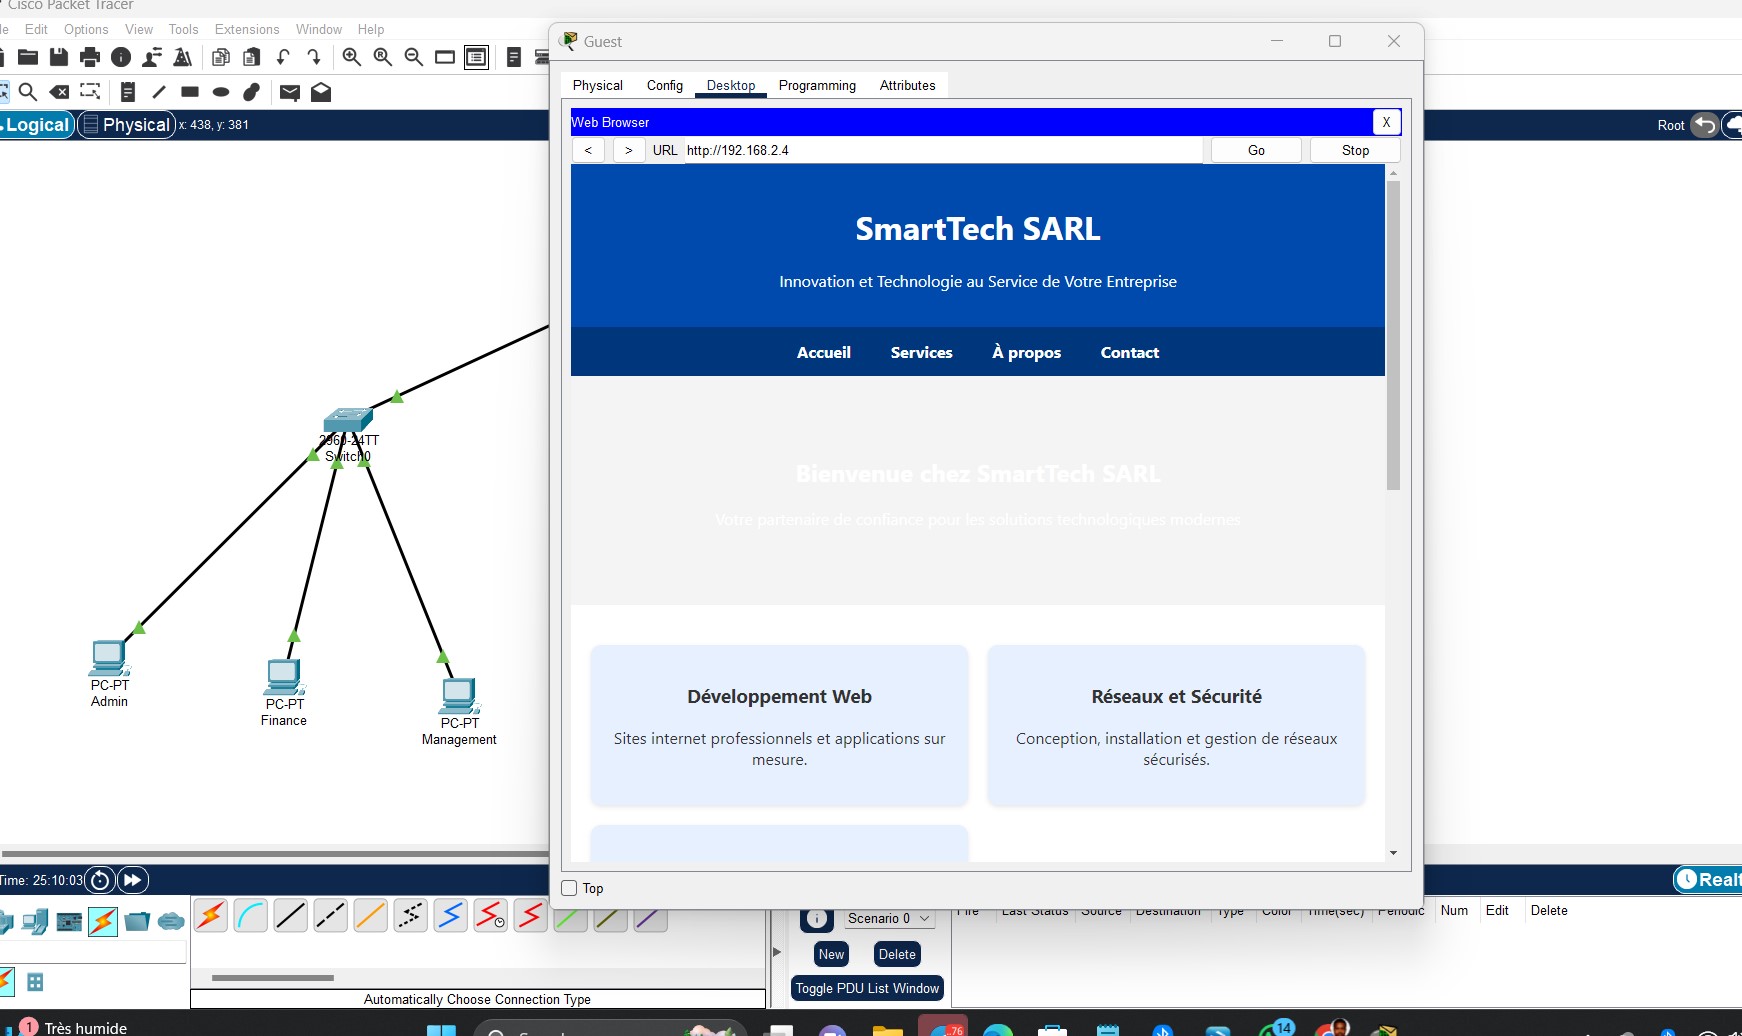 Cisco Packet Tracer
Edit Options View Tools Extensions Window Help
Logical Physical x: 438, y: 381
Root
Guest
Physical Config Desktop Programming Attributes
Web Browser X
< > URL http://192.168.2.4 Go Stop
SmartTech SARL
Innovation et Technologie au Service de Votre Entreprise
Accueil Services À propos Contact
Bienvenue chez SmartTech SARL
Votre partenaire de confiance pour les solutions technologiques modernes
Développement Web
Sites internet professionnels et applications sur
mesure.
Réseaux et Sécurité
Conception, installation et gestion de réseaux
sécurisés.
Top
2960-24TT
Switch0
PC-PT
Admin
PC-PT
Finance
PC-PT
Management
Time: 25:10:03
Realt
Scenario 0
Fire Last Status Source Destination Type Color Time(sec) Periodic Num Edit Delete
New Delete
Toggle PDU List Window
Automatically Choose Connection Type
1 Très humide
76
14